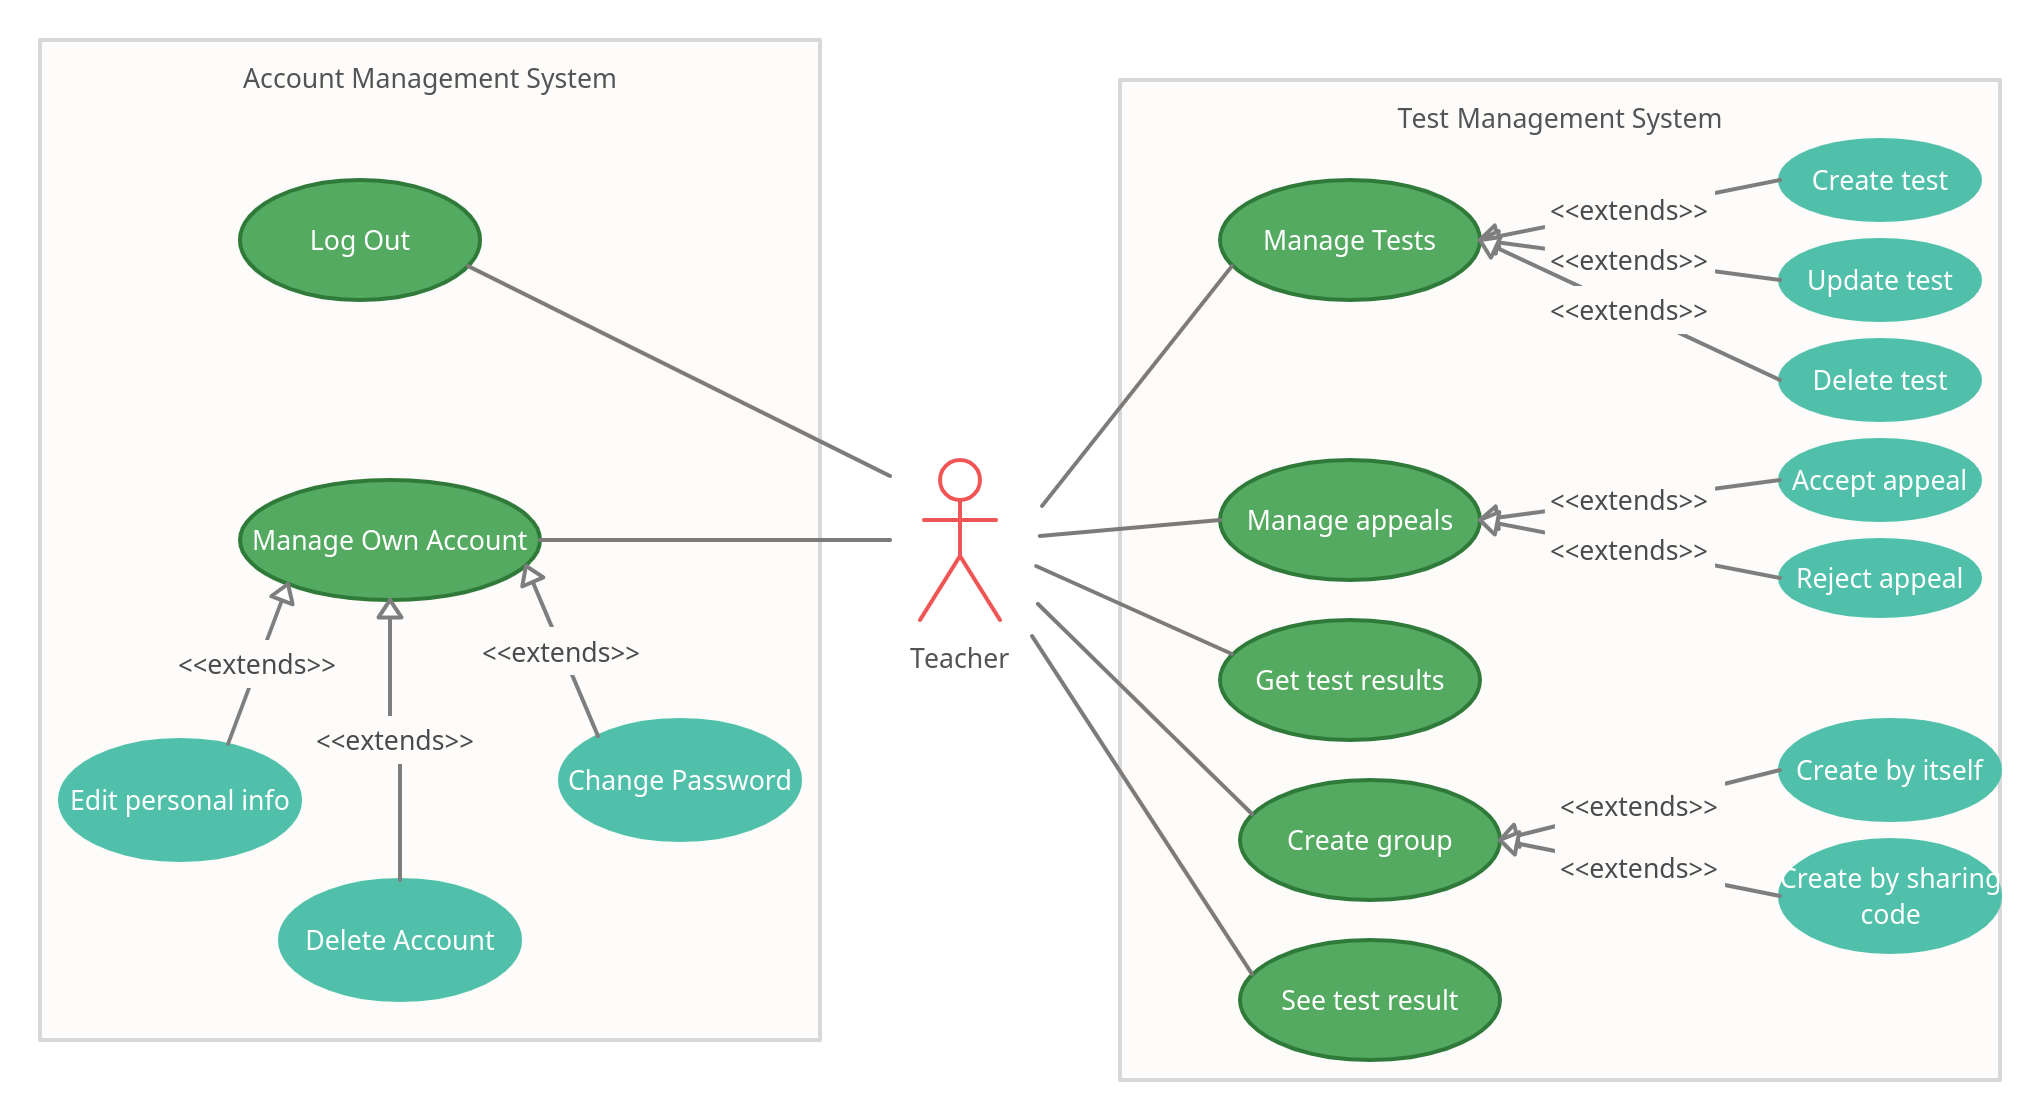 Account Management System
Log Out
Manage Own Account
<<extends>>
<<extends>>
<<extends>>
Edit personal info
Change Password
Delete Account
Teacher
Test Management System
Manage Tests
<<extends>>
<<extends>>
<<extends>>
Create test
Update test
Delete test
Manage appeals
<<extends>>
<<extends>>
Accept appeal
Reject appeal
Get test results
Create group
<<extends>>
<<extends>>
Create by itself
Create by sharing
code
See test result